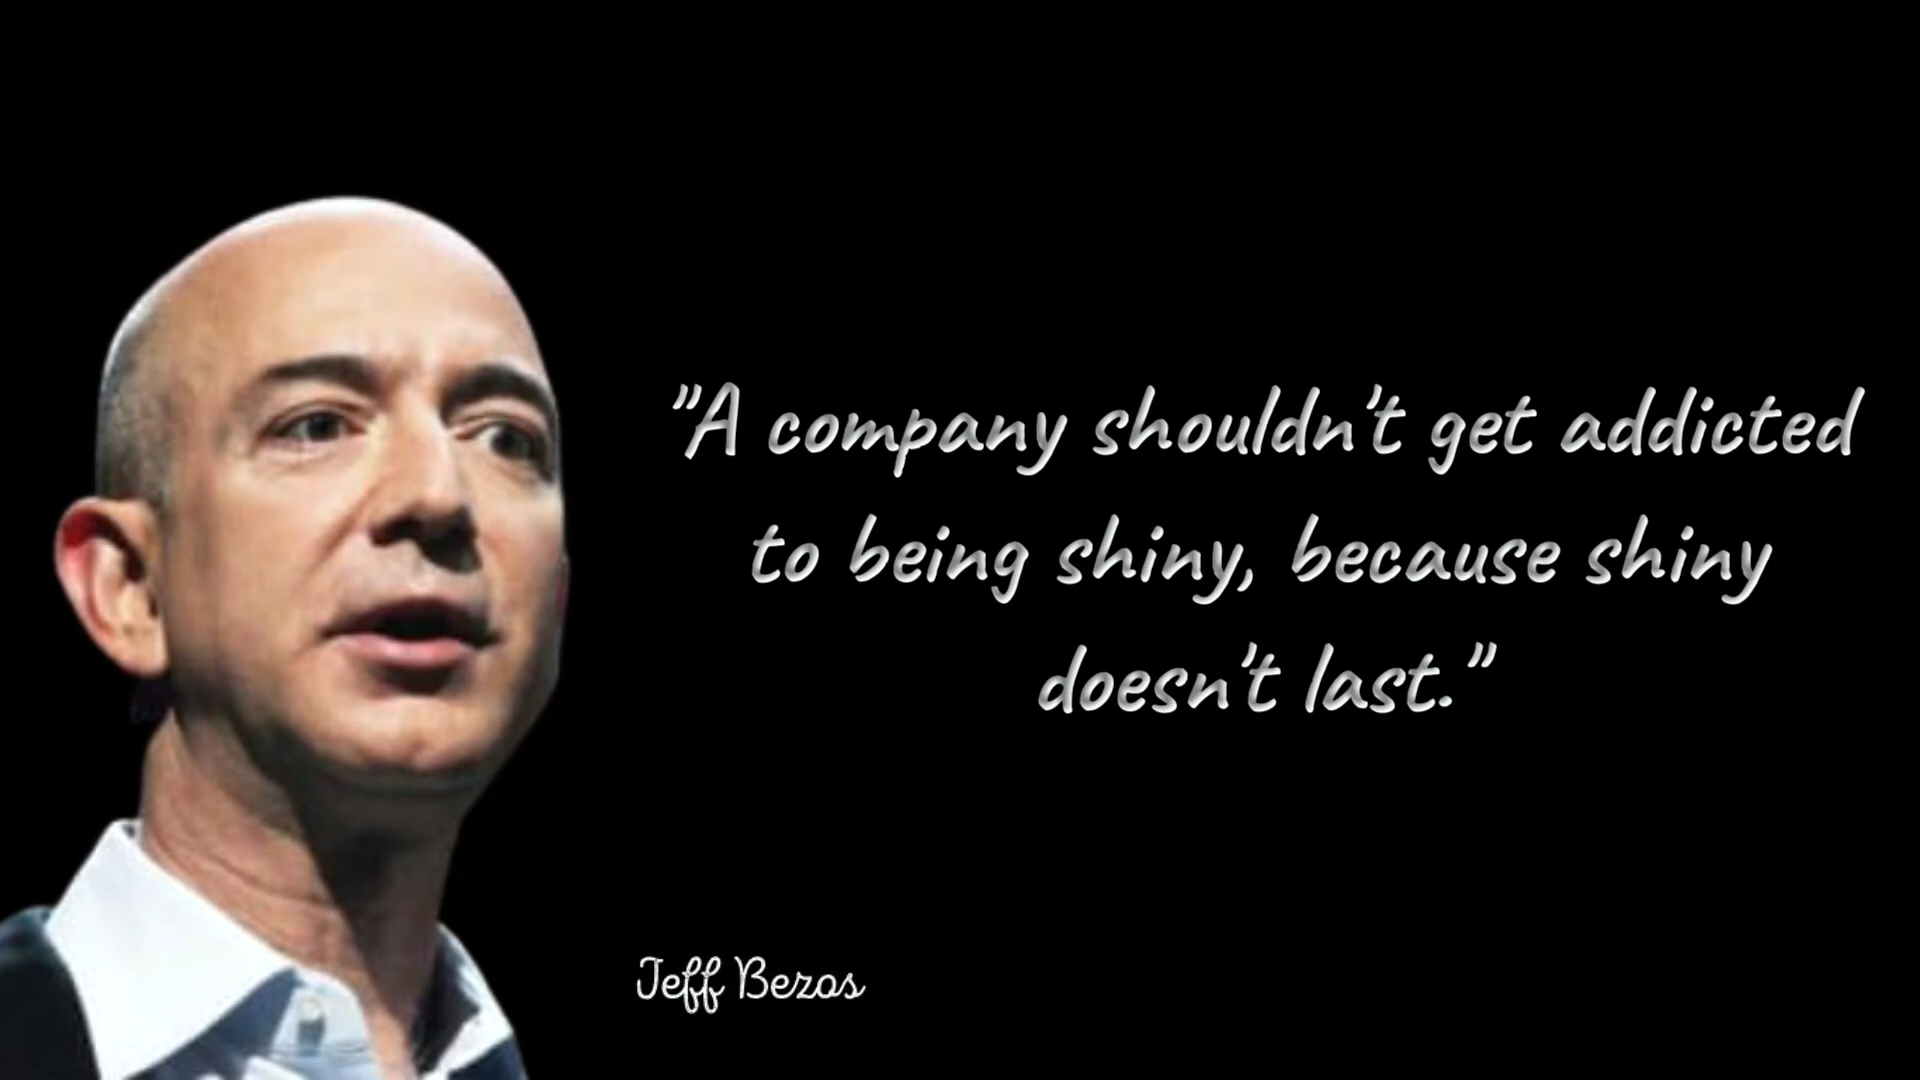 "A company shouldn't get addicted
to being shiny, because shiny
doesn't last."
Jeff Bezos